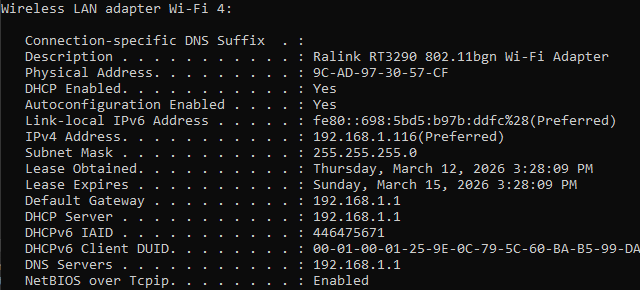 Wireless LAN adapter Wi-Fi 4:
Connection-specific DNS Suffix  . :
Description . . . . . . . . . . . : Ralink RT3290 802.11bgn Wi-Fi Adapter
Physical Address. . . . . . . . . : 9C-AD-97-30-57-CF
DHCP Enabled. . . . . . . . . . . : Yes
Autoconfiguration Enabled . . . . : Yes
Link-local IPv6 Address . . . . . : fe80::698:5bd5:b97b:ddfc%28(Preferred)
IPv4 Address. . . . . . . . . . . : 192.168.1.116(Preferred)
Subnet Mask . . . . . . . . . . . : 255.255.255.0
Lease Obtained. . . . . . . . . . : Thursday, March 12, 2026 3:28:09 PM
Lease Expires . . . . . . . . . . : Sunday, March 15, 2026 3:28:09 PM
Default Gateway . . . . . . . . . : 192.168.1.1
DHCP Server . . . . . . . . . . . : 192.168.1.1
DHCPv6 IAID . . . . . . . . . . . : 446475671
DHCPv6 Client DUID. . . . . . . . : 00-01-00-01-25-9E-0C-79-5C-60-BA-B5-99-DA
DNS Servers . . . . . . . . . . . : 192.168.1.1
NetBIOS over Tcpip. . . . . . . . : Enabled